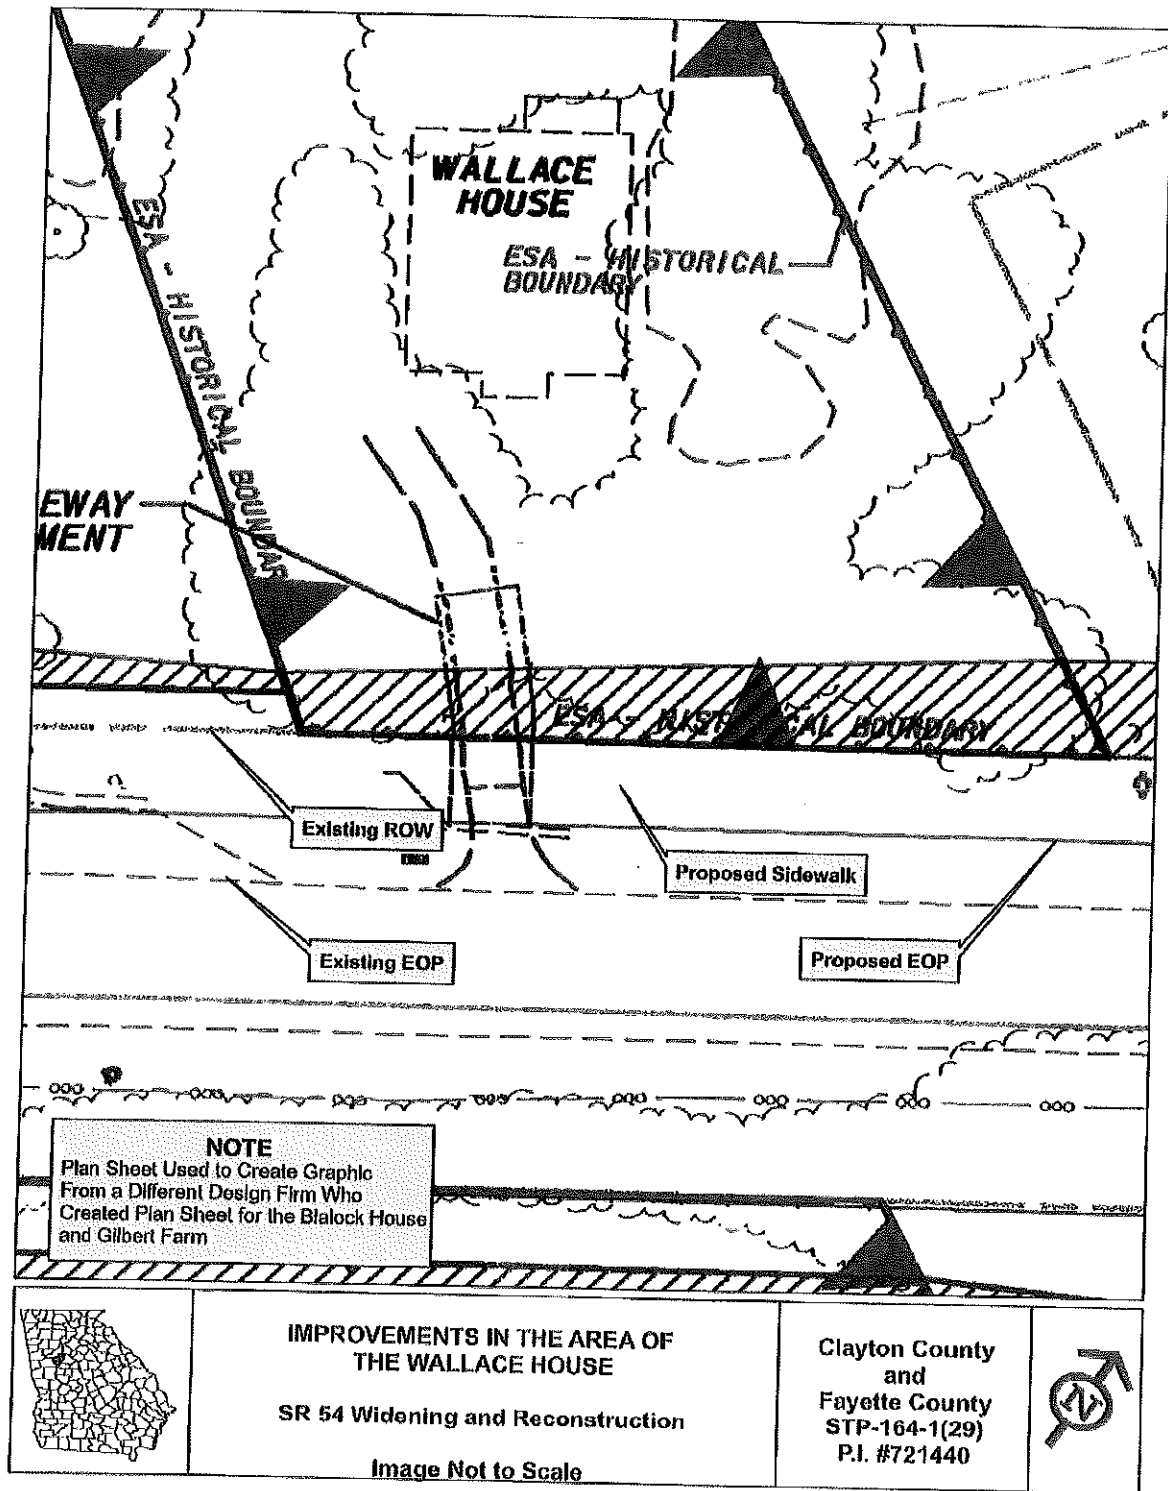 WALLACE
HOUSE
ESA - HISTORICAL
BOUNDARY
ESA - HISTORICAL BOUNDAR
EWAY
MENT
ESA - HISTORICAL BOUNDARY
Existing ROW
Proposed Sidewalk
Existing EOP
Proposed EOP
NOTE
Plan Sheet Used to Create Graphic
From a Different Design Firm Who
Created Plan Sheet for the Blalock House
and Gilbert Farm
IMPROVEMENTS IN THE AREA OF
THE WALLACE HOUSE
SR 54 Widening and Reconstruction
Image Not to Scale
Clayton County
and
Fayette County
STP-164-1(29)
P.I. #721440
N